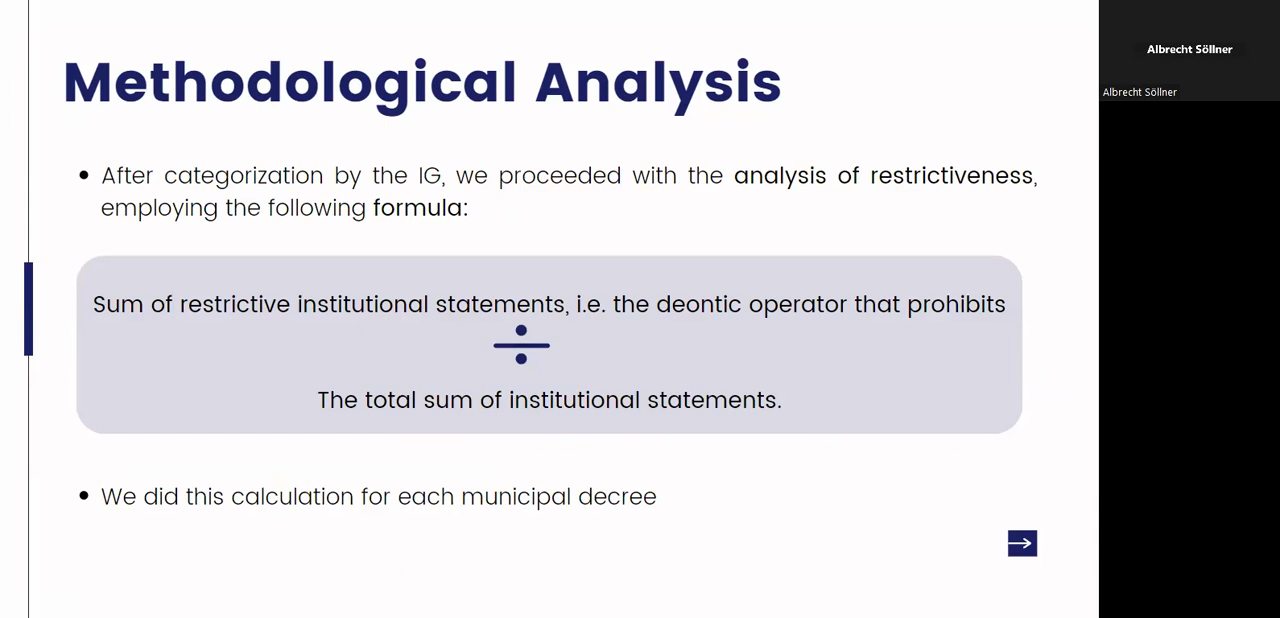 Methodological Analysis
• After categorization by the IG, we proceeded with the analysis of restrictiveness,
employing the following formula:
Sum of restrictive institutional statements, i.e. the deontic operator that prohibits
÷
The total sum of institutional statements.
• We did this calculation for each municipal decree
Albrecht Söllner
Albrecht Söllner